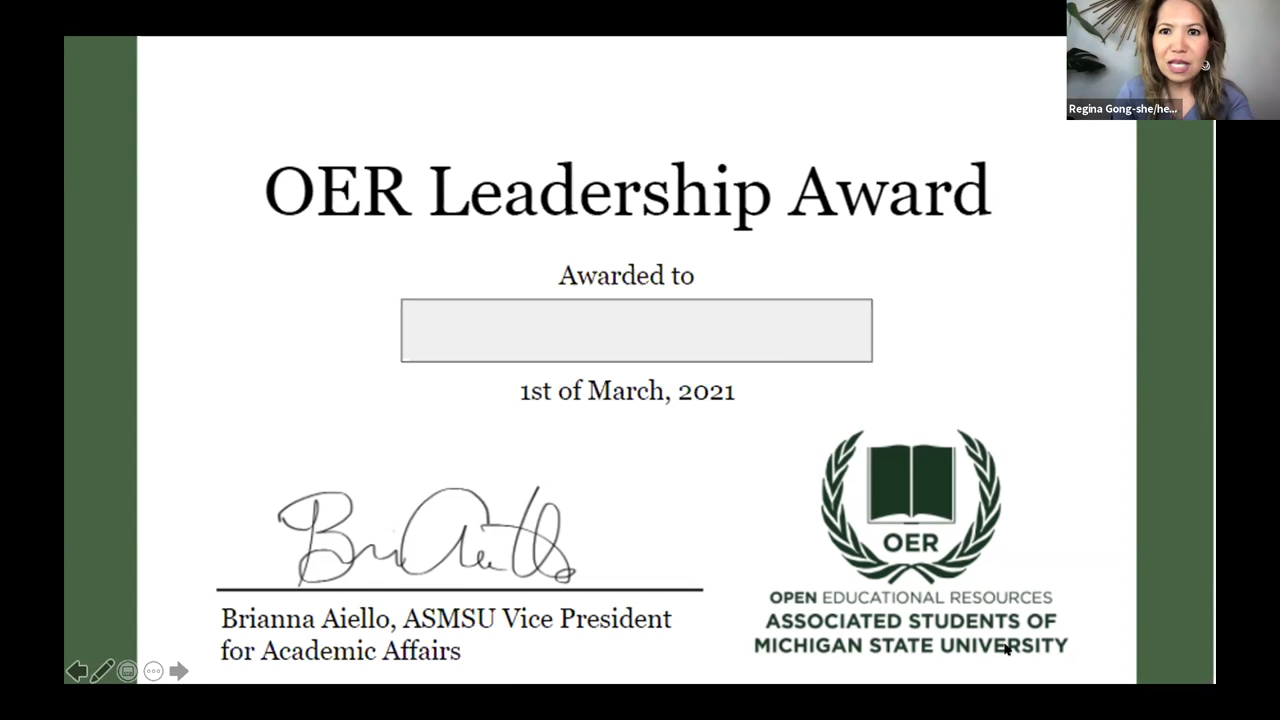 Regina Gong-she/he...
OER Leadership Award
Awarded to
1st of March, 2021
Brianna Aiello, ASMSU Vice President
for Academic Affairs
OER
OPEN EDUCATIONAL RESOURCES
ASSOCIATED STUDENTS OF
MICHIGAN STATE UNIVERSITY